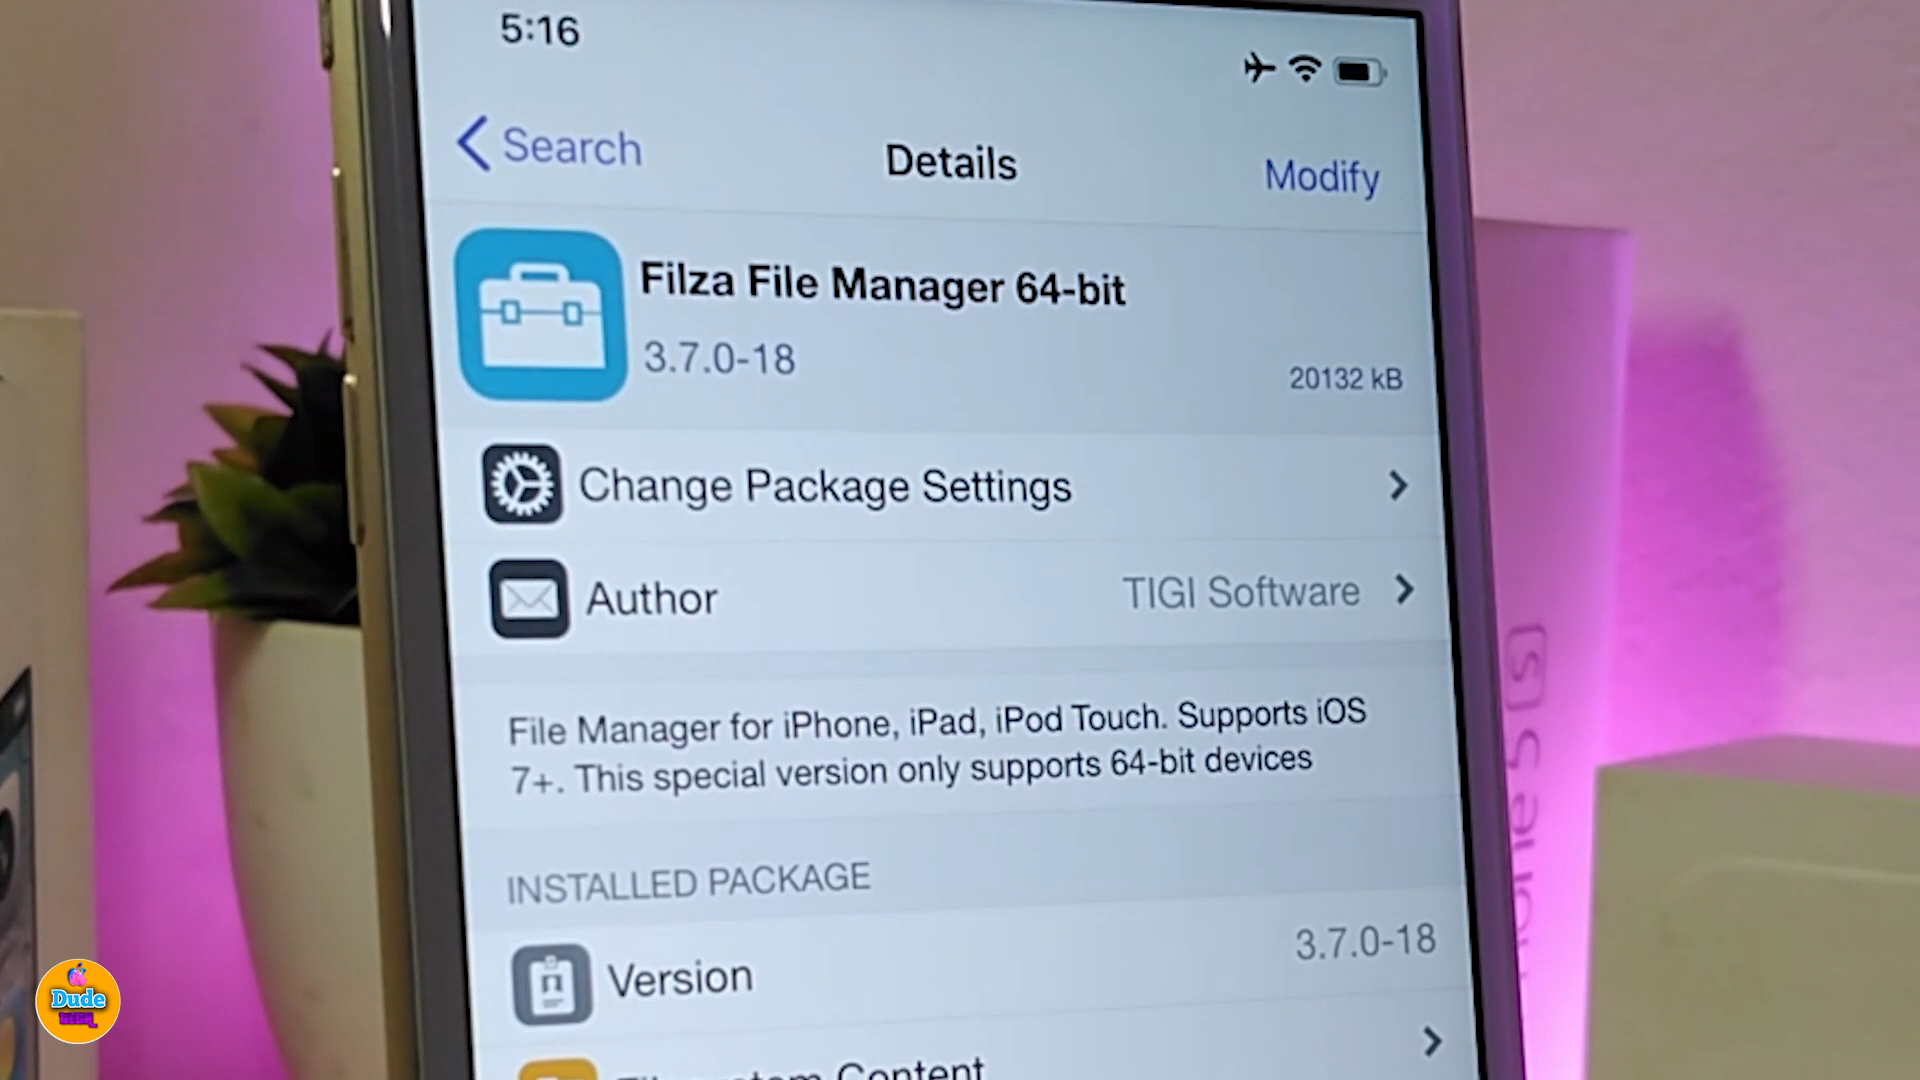 5:16
Search
Details
Modify
Filza File Manager 64-bit
3.7.0-18
20132 kB
Change Package Settings
Author
TIGI Software
File Manager for iPhone, iPad, iPod Touch. Supports iOS
7+. This special version only supports 64-bit devices
INSTALLED PACKAGE
Version
3.7.0-18
Content
Dude
TECH